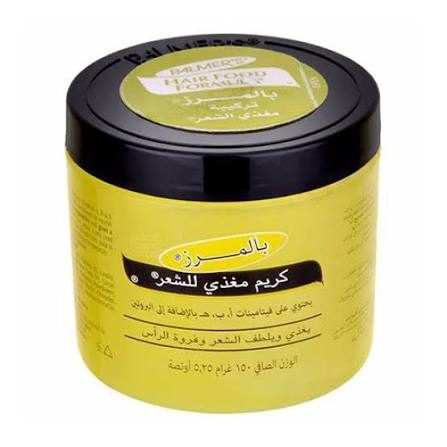 PALMER'S®
HAIR FOOD
FORMULA
بالمرز®
تركيبة
مغذي الشعر®
بالمرز®
كريم مغذي للشعر®
يحتوي على فيتامينات أ، ب، هـ بالإضافة إلى البروتين
يغذي ويلطف الشعر وفروة الرأس
الوزن الصافي ١٥٠ غرام ٥,٢٥ أونصة